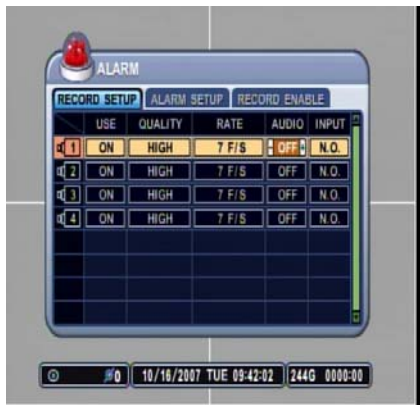 ALARM
RECORD SETUP ALARM SETUP RECORD ENABLE
USE QUALITY RATE AUDIO INPUT
1 ON HIGH 7 F/S - OFF + N.O.
2 ON HIGH 7 F/S OFF N.O.
3 ON HIGH 7 F/S OFF N.O.
4 ON HIGH 7 F/S OFF N.O.
0 10/16/2007 TUE 09:42:02 244G 0000:00